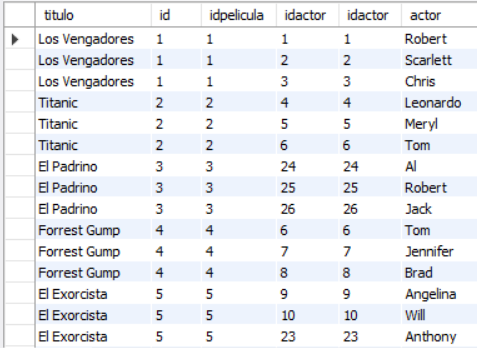 titulo id idpelicula idactor idactor actor
Los Vengadores 1 1 1 1 Robert
Los Vengadores 1 1 2 2 Scarlett
Los Vengadores 1 1 3 3 Chris
Titanic 2 2 4 4 Leonardo
Titanic 2 2 5 5 Meryl
Titanic 2 2 6 6 Tom
El Padrino 3 3 24 24 Al
El Padrino 3 3 25 25 Robert
El Padrino 3 3 26 26 Jack
Forrest Gump 4 4 6 6 Tom
Forrest Gump 4 4 7 7 Jennifer
Forrest Gump 4 4 8 8 Brad
El Exorcista 5 5 9 9 Angelina
El Exorcista 5 5 10 10 Will
El Exorcista 5 5 23 23 Anthony